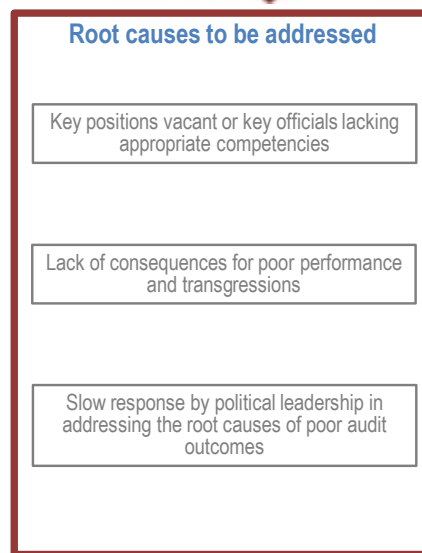 Root causes to be addressed
Key positions vacant or key officials lacking
appropriate competencies
Lack of consequences for poor performance
and transgressions
Slow response by political leadership in
addressing the root causes of poor audit
outcomes